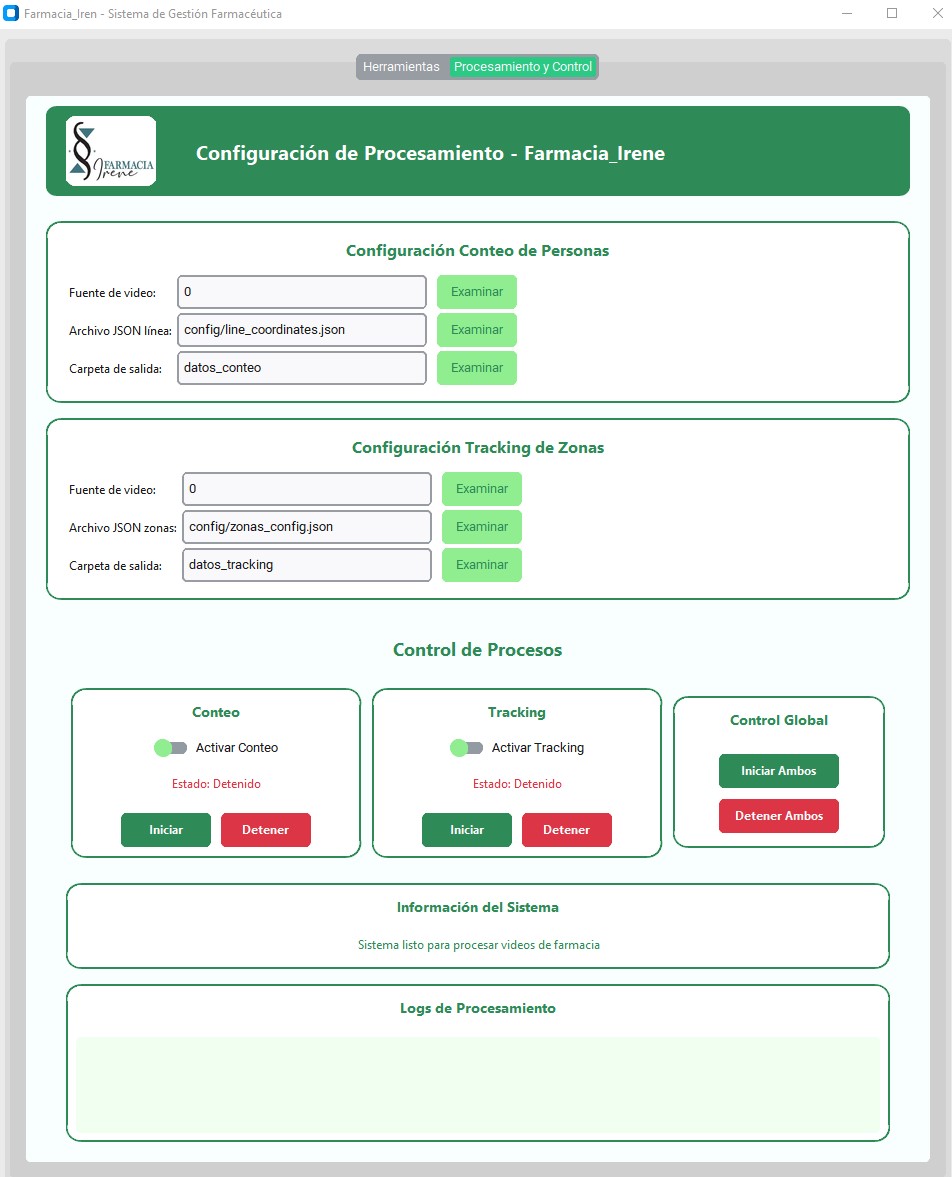 Farmacia_Iren - Sistema de Gestión Farmacéutica
Herramientas Procesamiento y Control
FARMACIA
Irene
Configuración de Procesamiento - Farmacia_Irene
Configuración Conteo de Personas
Fuente de video: 0 Examinar
Archivo JSON línea: config/line_coordinates.json Examinar
Carpeta de salida: datos_conteo Examinar
Configuración Tracking de Zonas
Fuente de video: 0 Examinar
Archivo JSON zonas: config/zonas_config.json Examinar
Carpeta de salida: datos_tracking Examinar
Control de Procesos
Conteo
Activar Conteo
Estado: Detenido
Iniciar Detener
Tracking
Activar Tracking
Estado: Detenido
Iniciar Detener
Control Global
Iniciar Ambos
Detener Ambos
Información del Sistema
Sistema listo para procesar videos de farmacia
Logs de Procesamiento